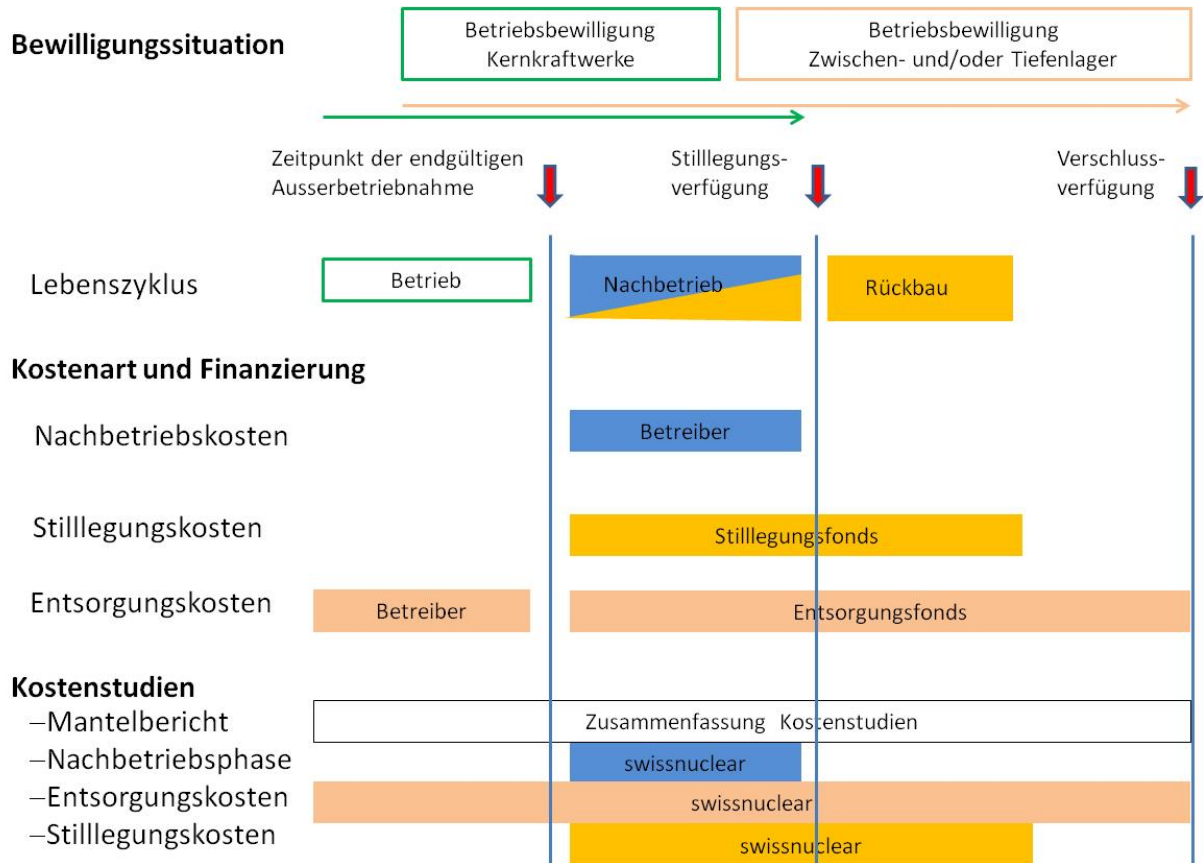 Bewilligungssituation
Betriebsbewilligung
Kernkraftwerke
Betriebsbewilligung
Zwischen- und/oder Tiefenlager
Zeitpunkt der endgültigen
Ausserbetriebnahme
Stilllegungs-
verfügung
Verschluss-
verfügung
Lebenszyklus
Betrieb
Nachbetrieb
Rückbau
Kostenart und Finanzierung
Nachbetriebskosten
Betreiber
Stilllegungskosten
Stilllegungsfonds
Entsorgungskosten
Betreiber
Entsorgungsfonds
Kostenstudien
–Mantelbericht
Zusammenfassung Kostenstudien
–Nachbetriebsphase
swissnuclear
–Entsorgungskosten
swissnuclear
–Stilllegungskosten
swissnuclear